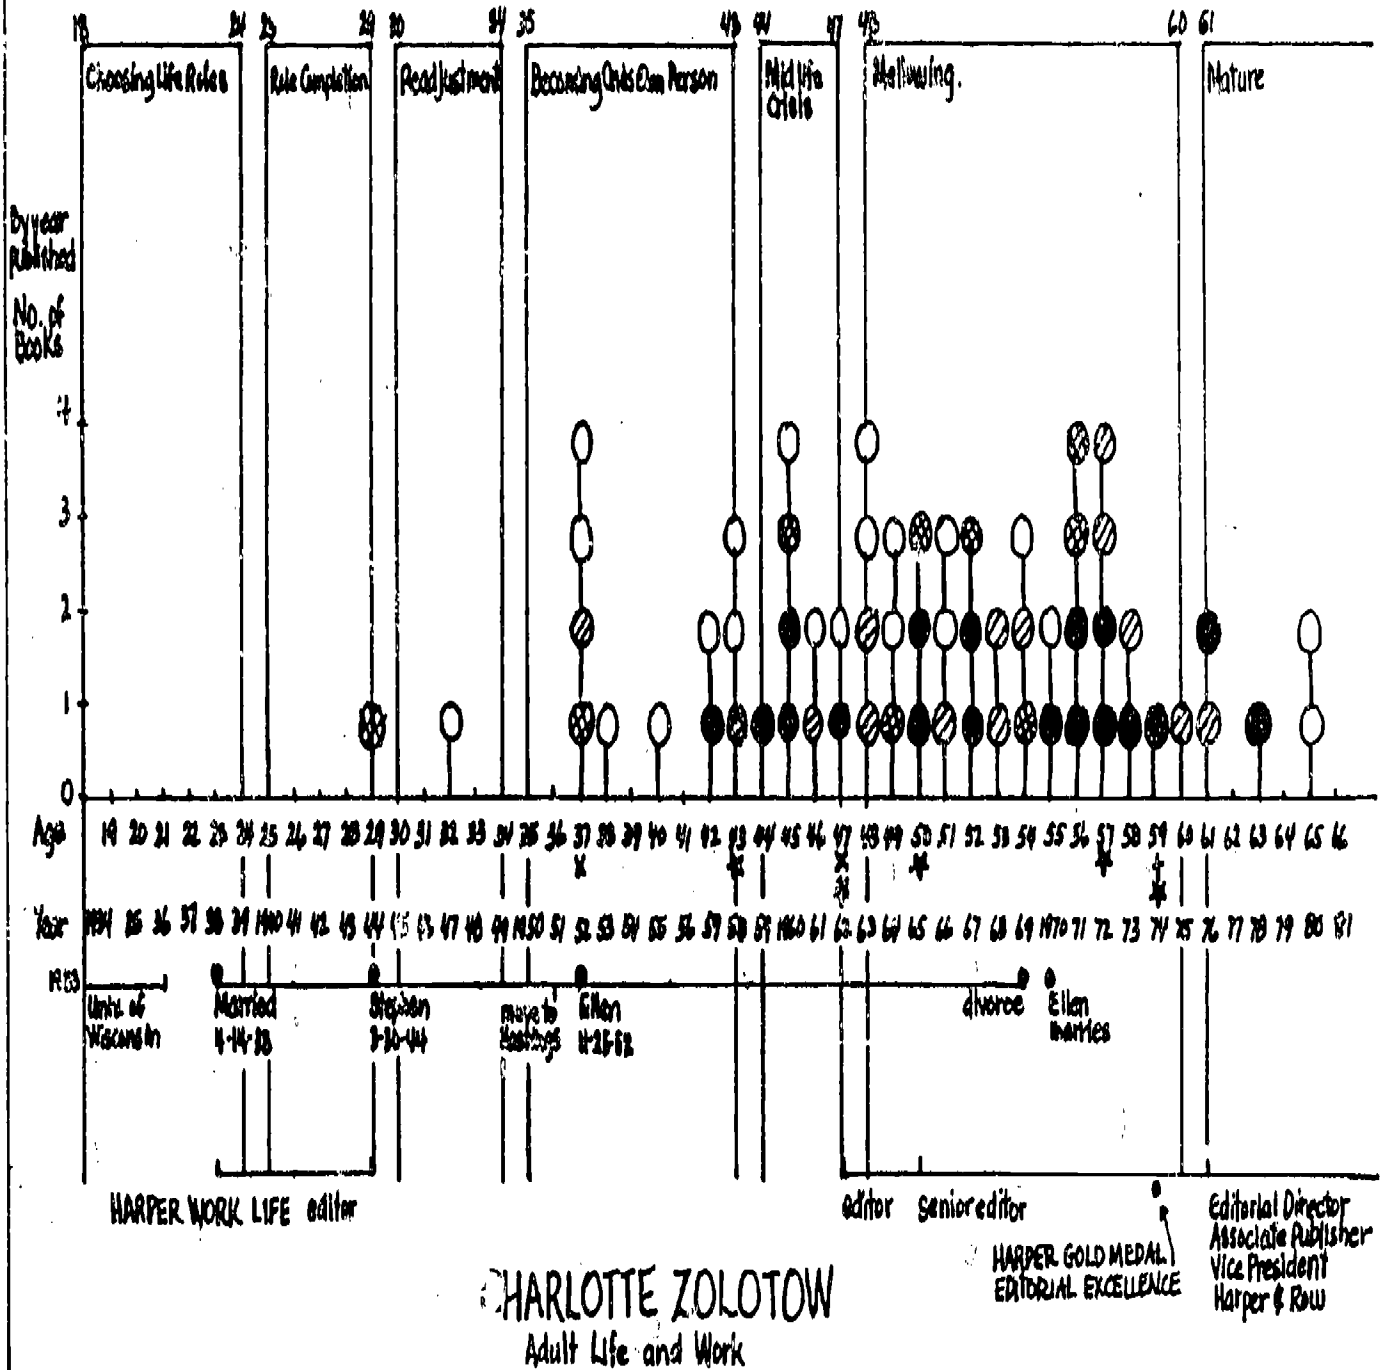 18 24 25 29 30 34 35 43 44 47 48 60 61
Choosing Life Roles
Role Completion
Readjustment
Becoming One's Own Person
Mid life
Crisis
Mellowing.
Mature
By year
published
No. of
Books
4
3
2
1
0
Age 19 20 21 22 23 24 25 26 27 28 29 30 31 32 33 34 35 36 37 38 39 40 41 42 43 44 45 46 47 48 49 50 51 52 53 54 55 56 57 58 59 60 61 62 63 64 65 66
Year 1934 35 36 37 38 39 1940 41 42 43 44 47 48 49 1950 51 52 53 54 55 56 57 58 59 1960 61 62 63 64 65 66 67 68 69 1970 71 72 73 74 75 76 77 78 79 80 81
Univ. of
Wisconsin
Married
Stephen
move to
Hastings
Ellen
divorce
Ellen
marries
HARPER WORK LIFE editor
editor
Senior editor
HARPER GOLD MEDAL
EDITORIAL EXCELLENCE
Editorial Director
Associate Publisher
Vice President
Harper & Row
CHARLOTTE ZOLOTOW
Adult Life and Work